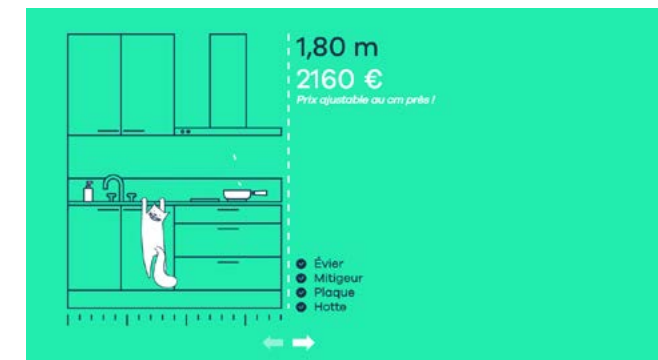 1,80 m
2160 €
Prix ajustable au cm près !
Évier
Mitigeur
Plaque
Hotte